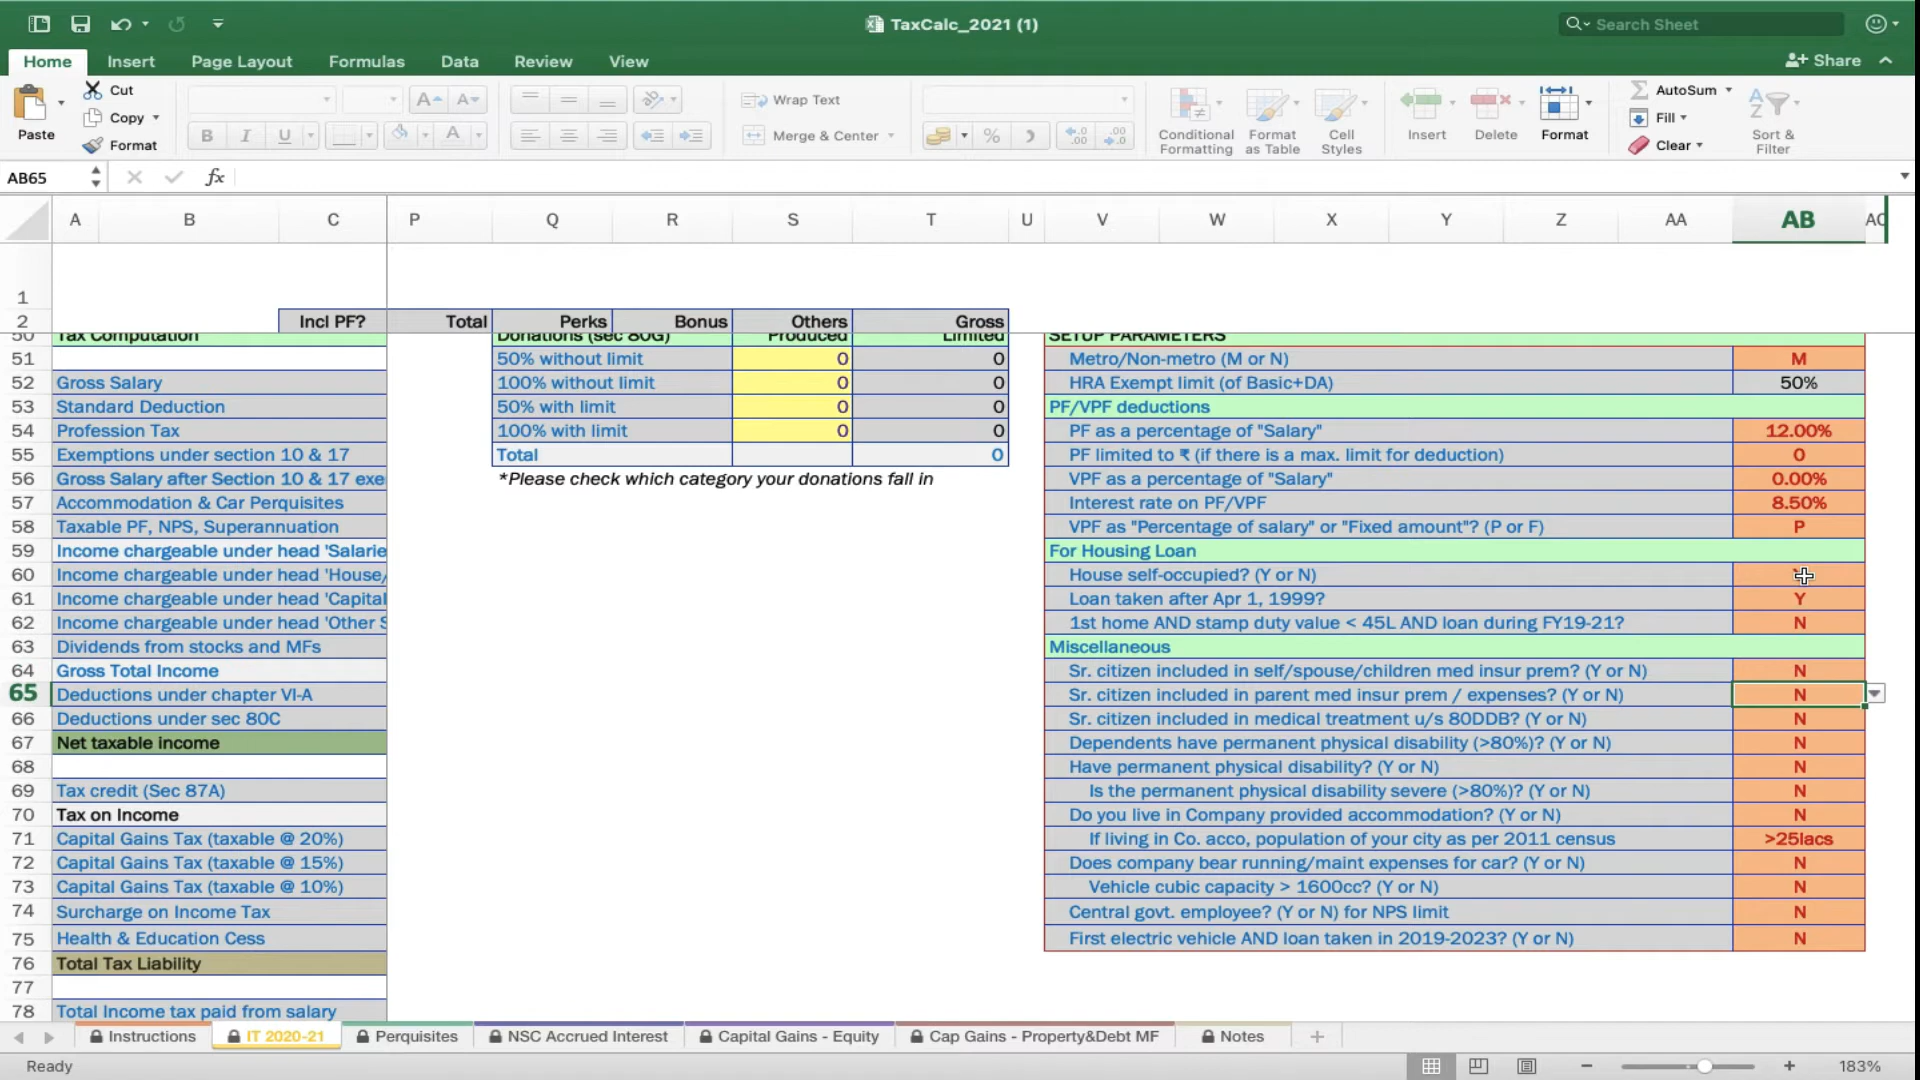 TaxCalc_2021 (1)
Search Sheet
Home Insert Page Layout Formulas Data Review View
Share
Paste
Cut
Copy
Format
B I U
A A
A
Wrap Text
Merge & Center
%
Conditional Formatting
Format as Table
Cell Styles
Insert
Delete
Format
AutoSum
Fill
Clear
Sort & Filter
AB65
fx
A B C P Q R S T U V W X Y Z AA AB AC
1
2 Incl PF? Total Perks Bonus Others Gross
50 Tax Computation Donations (sec 80G) Produced Limited SETUP PARAMETERS
51 50% without limit 0 0 Metro/Non-metro (M or N) M
52 Gross Salary 100% without limit 0 0 HRA Exempt limit (of Basic+DA) 50%
53 Standard Deduction 50% with limit 0 0 PF/VPF deductions
54 Profession Tax 100% with limit 0 0 PF as a percentage of "Salary" 12.00%
55 Exemptions under section 10 & 17 Total 0 PF limited to ₹ (if there is a max. limit for deduction) 0
56 Gross Salary after Section 10 & 17 exe *Please check which category your donations fall in VPF as a percentage of "Salary" 0.00%
57 Accommodation & Car Perquisites Interest rate on PF/VPF 8.50%
58 Taxable PF, NPS, Superannuation VPF as "Percentage of salary" or "Fixed amount"? (P or F) P
59 Income chargeable under head 'Salarie For Housing Loan
60 Income chargeable under head 'House/ House self-occupied? (Y or N)
61 Income chargeable under head 'Capital Loan taken after Apr 1, 1999? Y
62 Income chargeable under head 'Other S 1st home AND stamp duty value < 45L AND loan during FY19-21? N
63 Dividends from stocks and MFs Miscellaneous
64 Gross Total Income Sr. citizen included in self/spouse/children med insur prem? (Y or N) N
65 Deductions under chapter VI-A Sr. citizen included in parent med insur prem / expenses? (Y or N) N
66 Deductions under sec 80C Sr. citizen included in medical treatment u/s 80DDB? (Y or N) N
67 Net taxable income Dependents have permanent physical disability (>80%)? (Y or N) N
68 Have permanent physical disability? (Y or N) N
69 Tax credit (Sec 87A) Is the permanent physical disability severe (>80%)? (Y or N) N
70 Tax on Income Do you live in Company provided accommodation? (Y or N) N
71 Capital Gains Tax (taxable @ 20%) If living in Co. acco, population of your city as per 2011 census >25lacs
72 Capital Gains Tax (taxable @ 15%) Does company bear running/maint expenses for car? (Y or N) N
73 Capital Gains Tax (taxable @ 10%) Vehicle cubic capacity > 1600cc? (Y or N) N
74 Surcharge on Income Tax Central govt. employee? (Y or N) for NPS limit N
75 Health & Education Cess First electric vehicle AND loan taken in 2019-2023? (Y or N) N
76 Total Tax Liability
77
78 Total Income tax paid from salary
Instructions IT 2020-21 Perquisites NSC Accrued Interest Capital Gains - Equity Cap Gains - Property&Debt MF Notes
Ready 183%